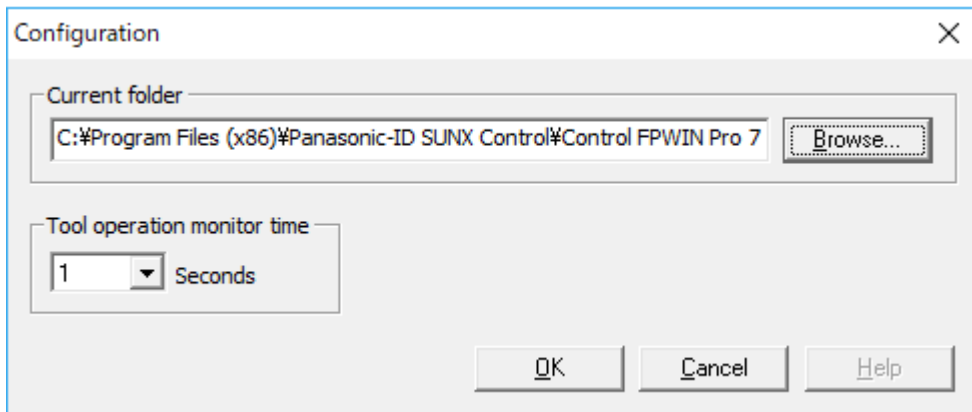 Configuration
Current folder
C:¥Program Files (x86)¥Panasonic-ID SUNX Control¥Control FPWIN Pro 7
Browse...
Tool operation monitor time
1 Seconds
OK Cancel Help